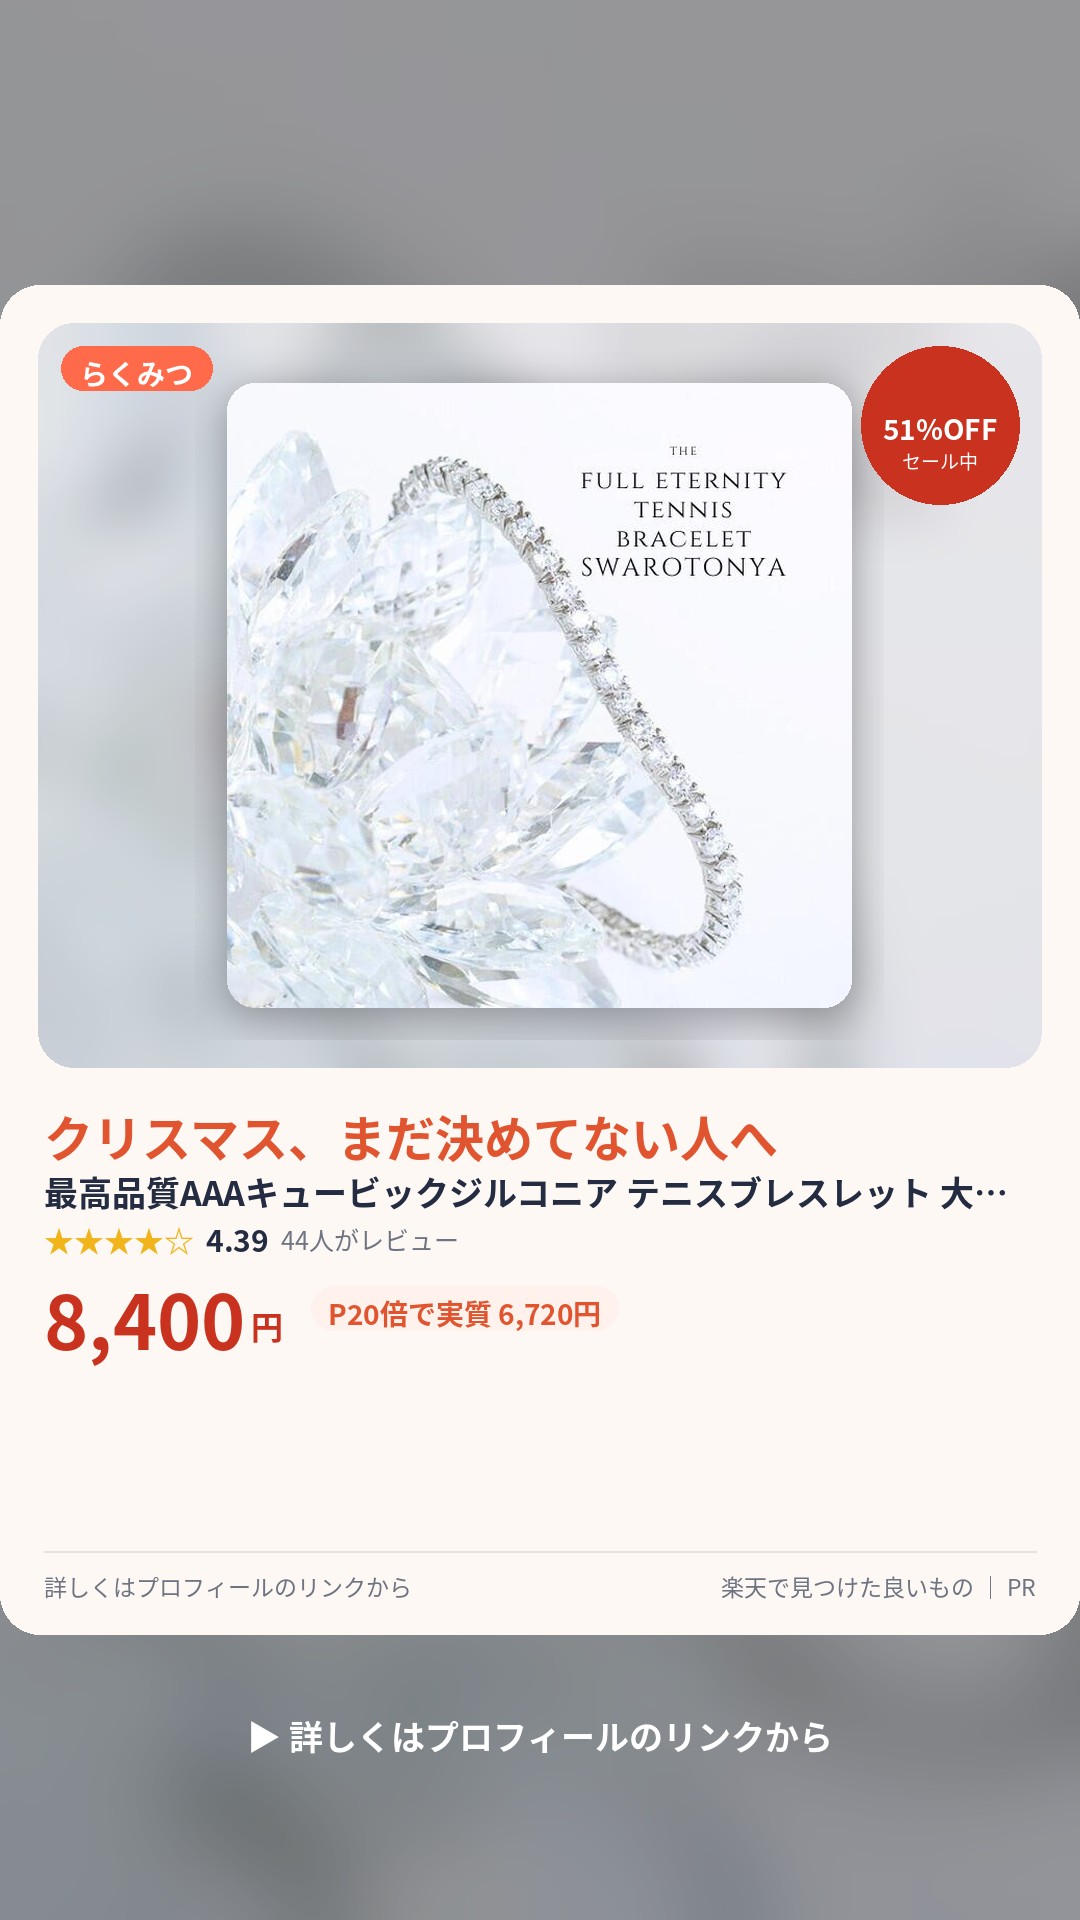 らくみつ
51%OFF
セール中
THE
FULL ETERNITY
TENNIS
BRACELET
SWAROTONYA
クリスマス、まだ決めてない人へ
最高品質AAAキュービックジルコニア テニスブレスレット 大…
★★★★☆ 4.39 44人がレビュー
8,400円 P20倍で実質 6,720円
詳しくはプロフィールのリンクから
楽天で見つけた良いもの｜PR
▶ 詳しくはプロフィールのリンクから